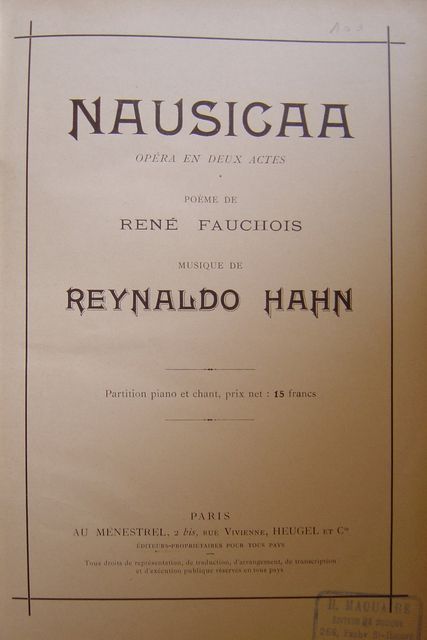 NAUSICAA
OPÉRA EN DEUX ACTES
POÈME DE
RENÉ FAUCHOIS
MUSIQUE DE
REYNALDO HAHN
Partition piano et chant, prix net : 15 francs
PARIS
AU MÉNESTREL, 2 bis, RUE VIVIENNE, HEUGEL ET Cie
ÉDITEURS-PROPRIÉTAIRES POUR TOUS PAYS
Tous droits de représentation, de traduction, d'arrangement, de transcription
et d'exécution publique réservés en tous pays